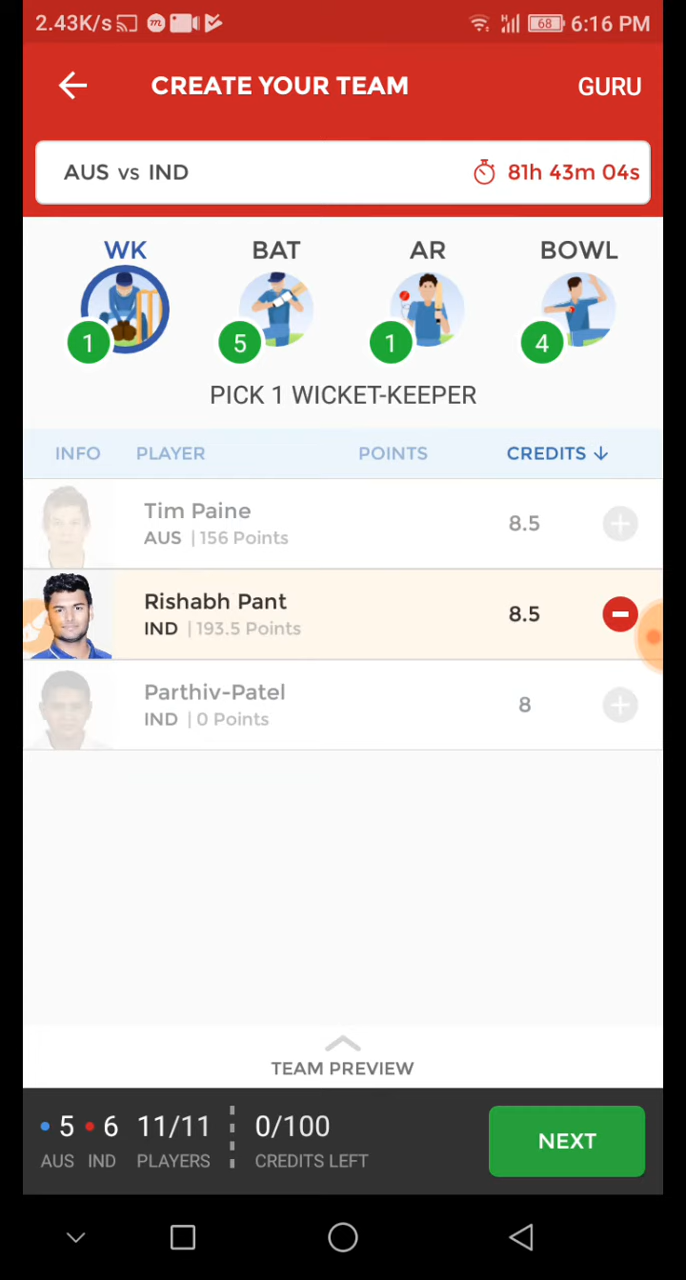 2.43K/s m 68 6:16 PM
CREATE YOUR TEAM GURU
AUS vs IND 81h 43m 04s
WK BAT AR BOWL
1 5 1 4
PICK 1 WICKET-KEEPER
INFO PLAYER POINTS CREDITS ↓
Tim Paine
AUS | 156 Points 8.5
Rishabh Pant
IND | 193.5 Points 8.5
Parthiv-Patel
IND | 0 Points 8
TEAM PREVIEW
5 6 11/11 0/100
AUS IND PLAYERS CREDITS LEFT
NEXT